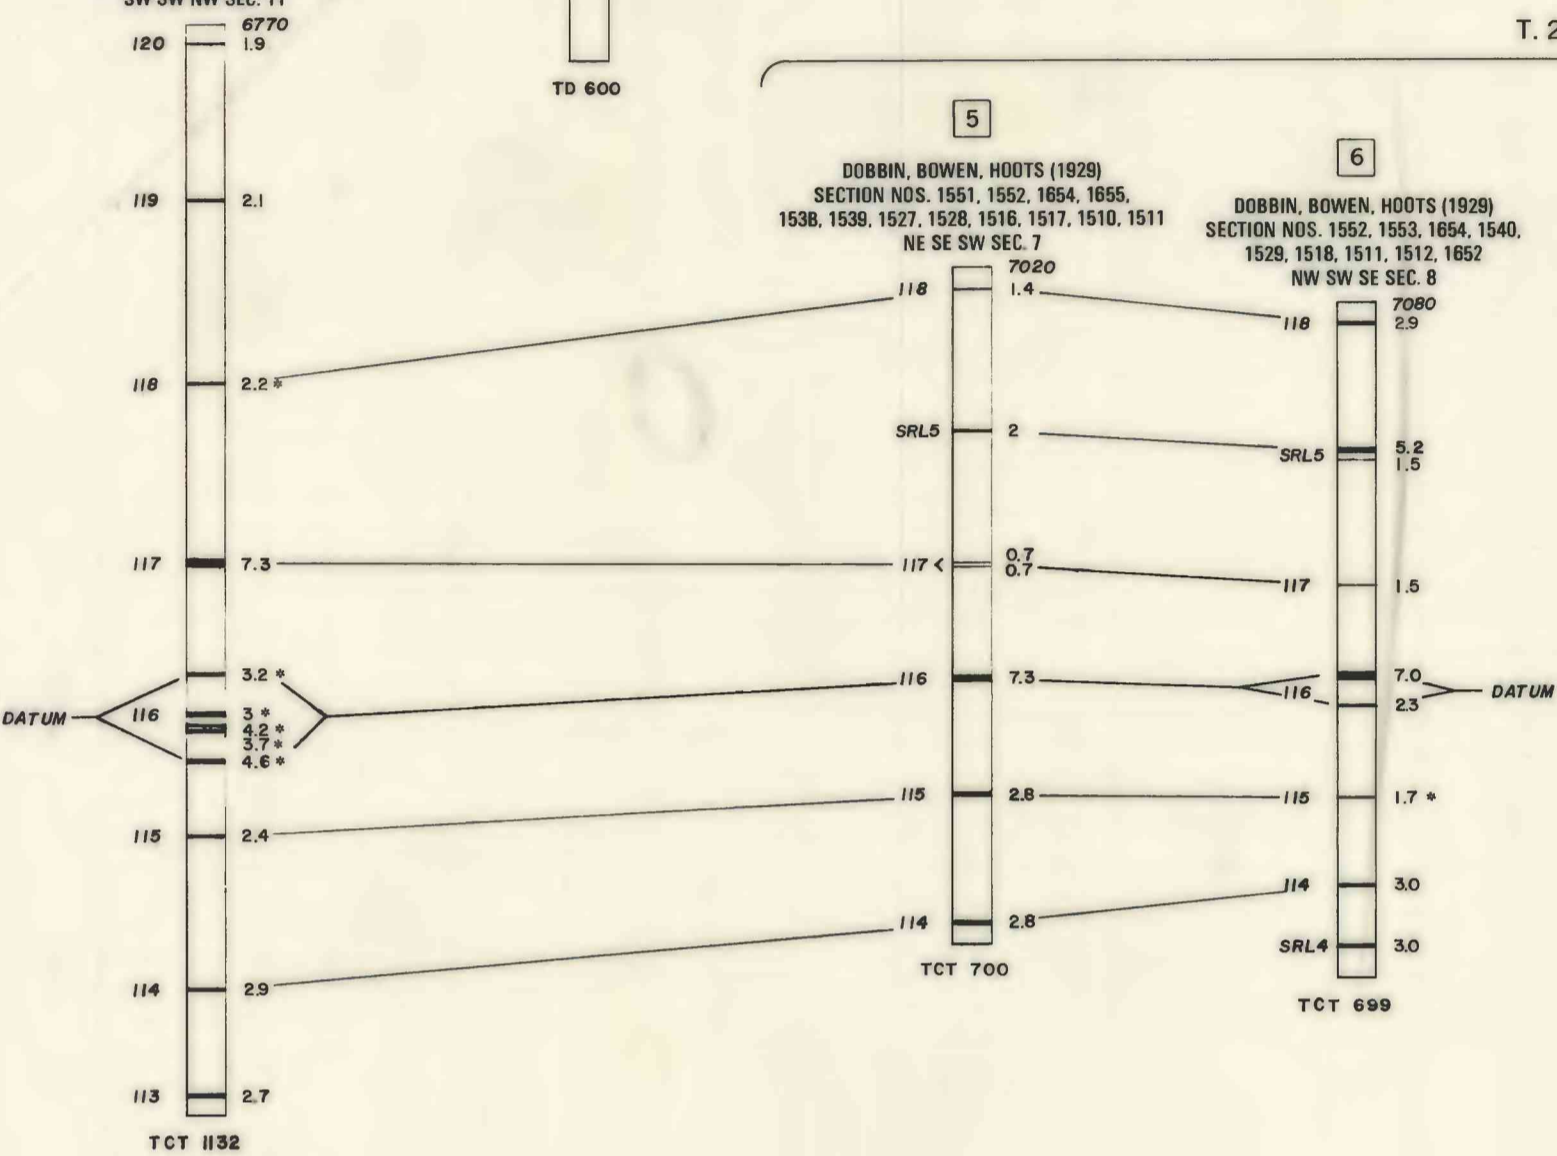 SW SW NW SEC. 11
6770
120 1.9
119 2.1
118 2.2*
117 7.3
3.2 *
DATUM 116 3 *
4.2 *
3.7 *
4.6 *
115 2.4
114 2.9
113 2.7
TCT 1132
TD 600
T. 2
5
DOBBIN, BOWEN, HOOTS (1929)
SECTION NOS. 1551, 1552, 1654, 1655,
1538, 1539, 1527, 1528, 1516, 1517, 1510, 1511
NE SE SW SEC. 7
7020
118 1.4
SRL5 2
0.7
117 < 0.7
116 7.3
115 2.8
114 2.8
TCT 700
6
DOBBIN, BOWEN, HOOTS (1929)
SECTION NOS. 1552, 1553, 1654, 1540,
1529, 1518, 1511, 1512, 1652
NW SW SE SEC. 8
7080
118 2.9
SRL5 5.2
1.5
117 1.5
7.0
116 DATUM
2.3
115 1.7 *
114 3.0
SRL4 3.0
TCT 699